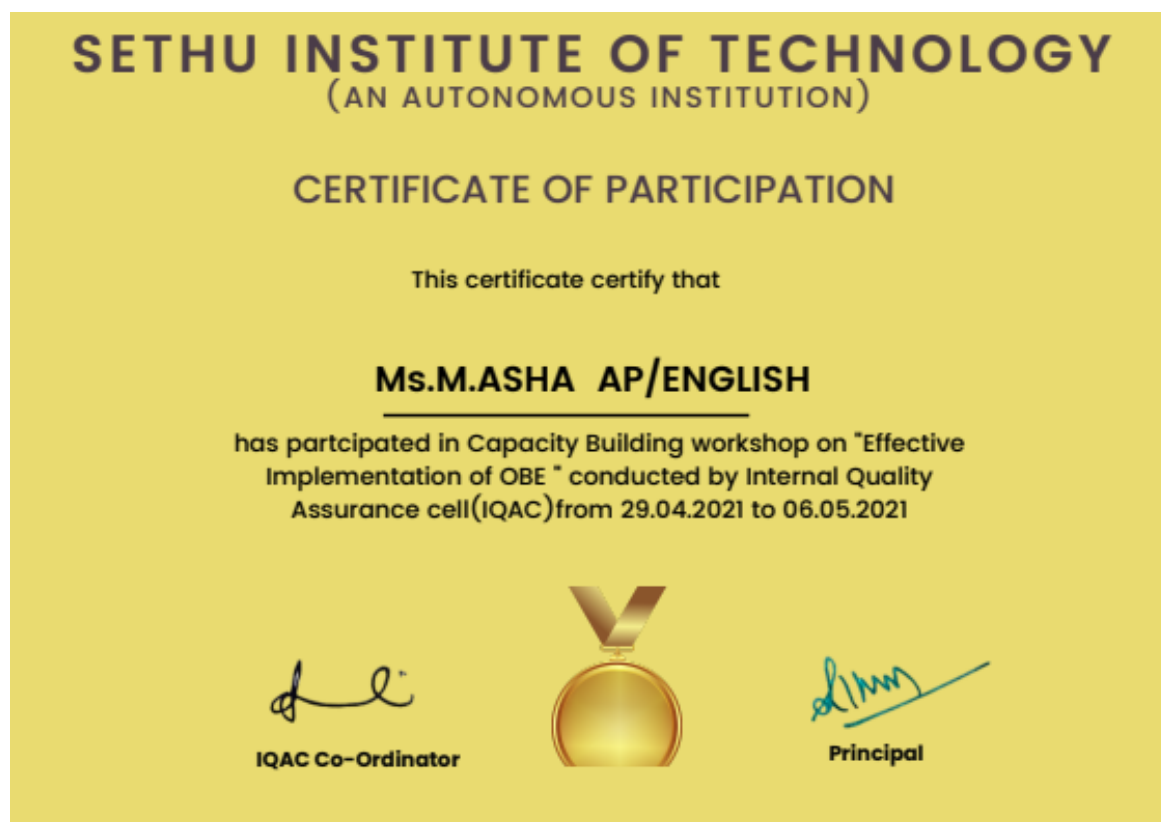 SETHU INSTITUTE OF TECHNOLOGY
(AN AUTONOMOUS INSTITUTION)
CERTIFICATE OF PARTICIPATION
This certificate certify that
Ms.M.ASHA AP/ENGLISH
has partcipated in Capacity Building workshop on "Effective
Implementation of OBE " conducted by Internal Quality
Assurance cell(IQAC)from 29.04.2021 to 06.05.2021
IQAC Co-Ordinator
Principal